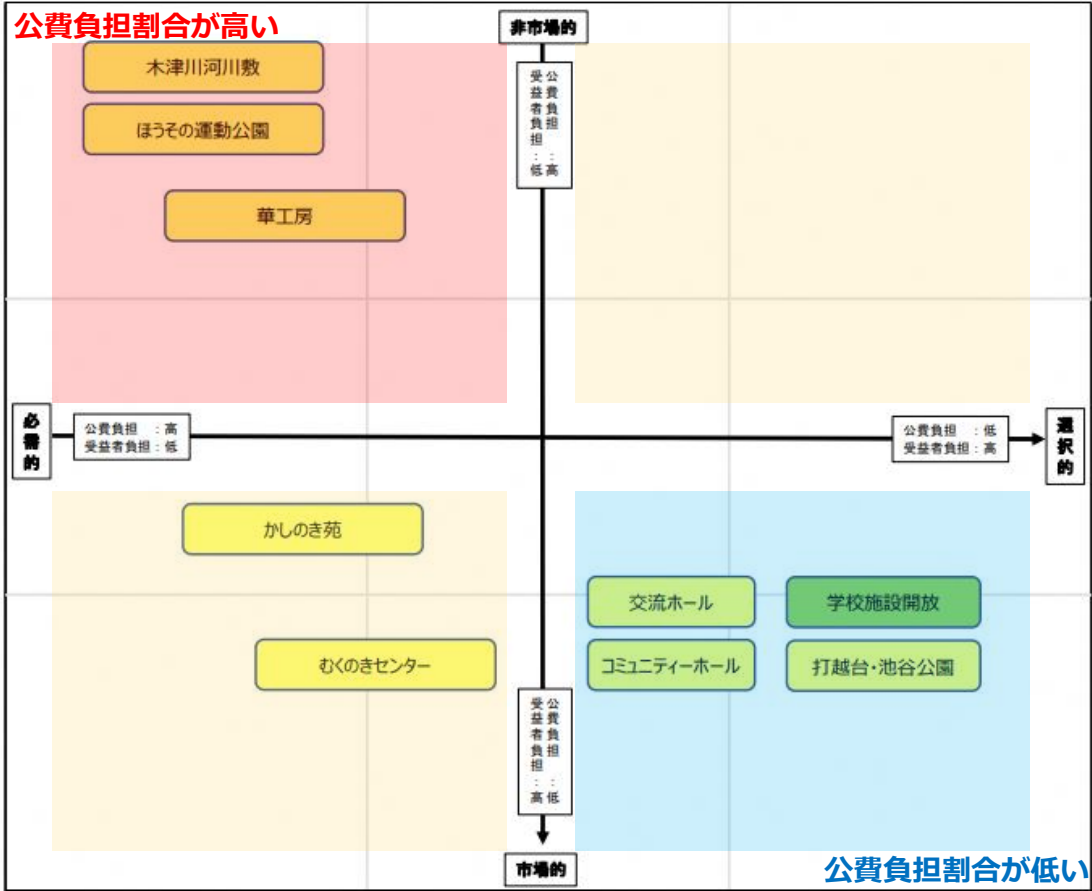 公費負担割合が高い
非市場的
木津川河川敷
公費負担：高
受益者負担：低
ほうその運動公園
華工房
必需的
公費負担　：高
受益者負担：低
公費負担　：低
受益者負担：高
選択的
かしのき苑
交流ホール
学校施設開放
むくのきセンター
コミュニティーホール
打越台・池谷公園
公費負担：低
受益者負担：高
市場的
公費負担割合が低い